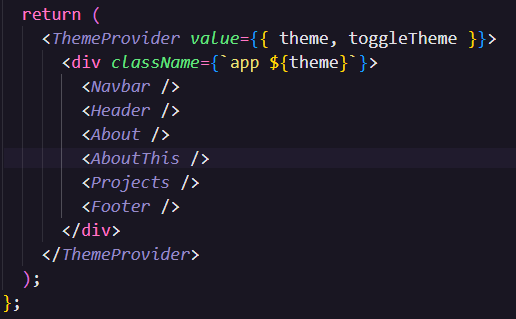 return (
<ThemeProvider value={{ theme, toggleTheme }}>
<div className={`app ${theme}`}>
<Navbar />
<Header />
<About />
<AboutThis />
<Projects />
<Footer />
</div>
</ThemeProvider>
);
};